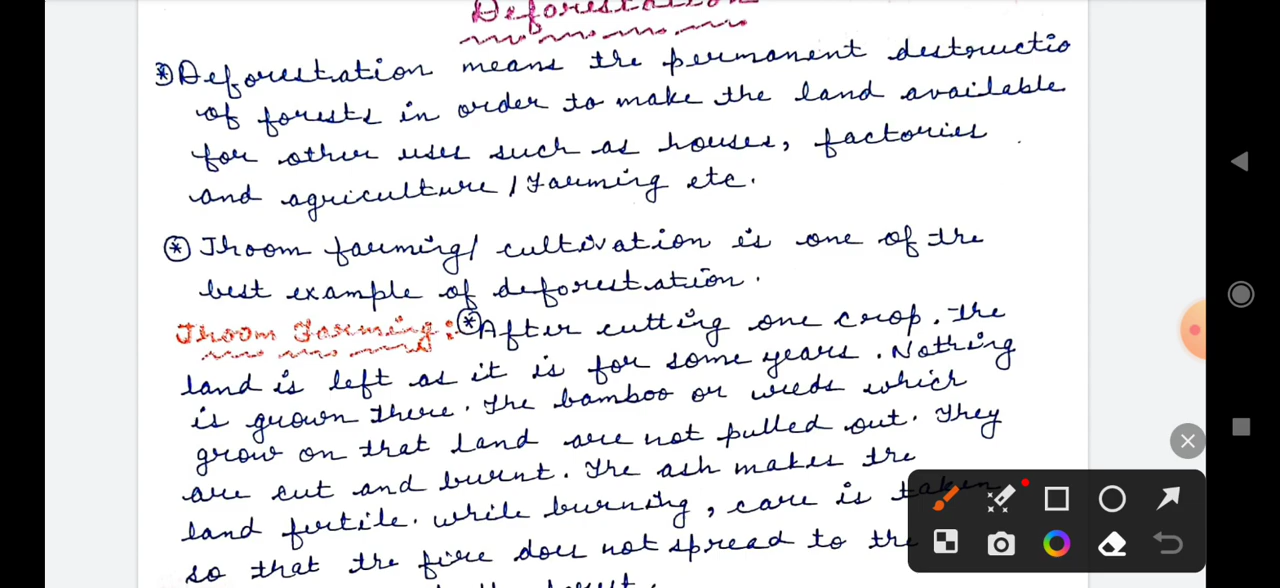 Deforestation
* Deforestation means the permanent destructio
of forests in order to make the land available
for other uses such as houses, factories
and agriculture / Farming etc.
* Jhoom farming / cultivation is one of the
best example of deforestation.
Jhoom Farming: * After cutting one crop. The
land is left as it is for some years. Nothing
is grown there. The bamboo or weeds which
grow on that land are not pulled out. They
are cut and burnt. The ash makes the
land fertile. While burning, care is taken
so that the fire does not spread to the